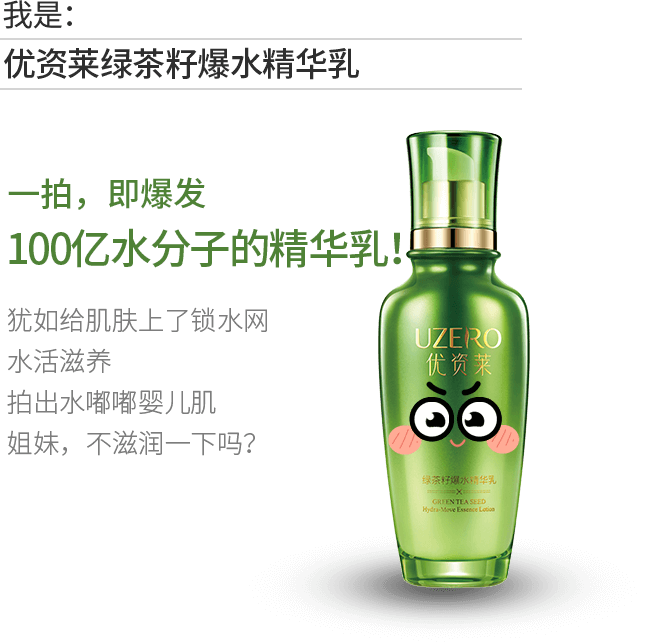 我是：
优资莱绿茶籽爆水精华乳
一拍，即爆发
100亿水分子的精华乳！
犹如给肌肤上了锁水网
水活滋养
拍出水嘟嘟婴儿肌
姐妹，不滋润一下吗？
UZERO
优资莱
绿茶籽爆水精华乳
GREEN TEA SEED
Hydra-Move Essence Lotion